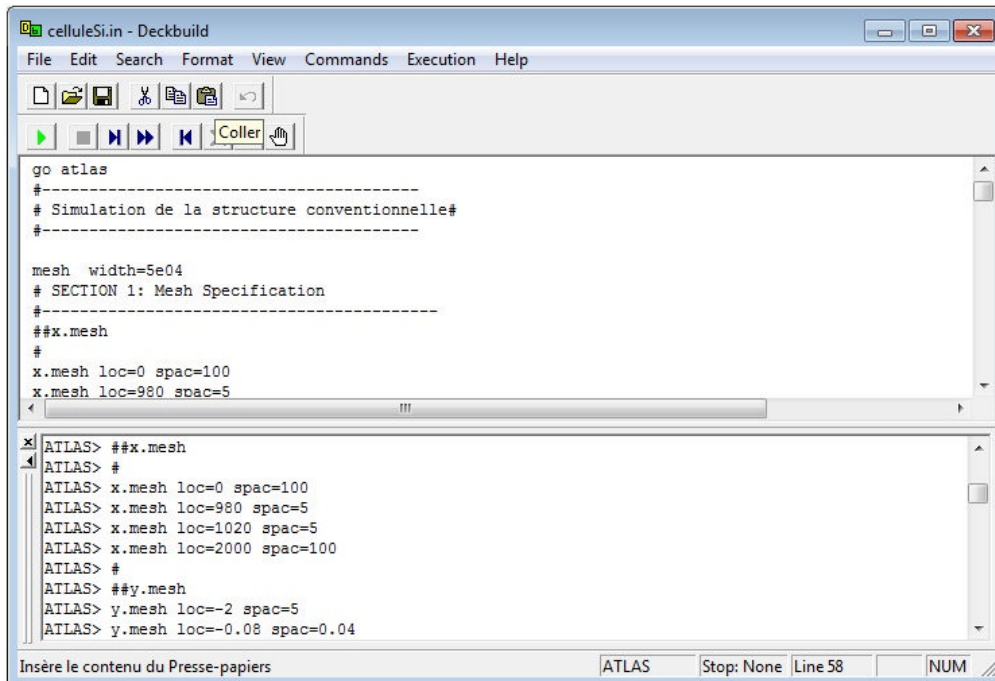 celluleSi.in - Deckbuild
File Edit Search Format View Commands Execution Help
Coller
go atlas
#----------------------------------------
# Simulation de la structure conventionnelle#
#----------------------------------------
mesh  width=5e04
# SECTION 1: Mesh Specification
#------------------------------------------
##x.mesh
#
x.mesh loc=0 spac=100
x.mesh loc=980 spac=5
ATLAS> ##x.mesh
ATLAS> #
ATLAS> x.mesh loc=0 spac=100
ATLAS> x.mesh loc=980 spac=5
ATLAS> x.mesh loc=1020 spac=5
ATLAS> x.mesh loc=2000 spac=100
ATLAS> #
ATLAS> ##y.mesh
ATLAS> y.mesh loc=-2 spac=5
ATLAS> y.mesh loc=-0.08 spac=0.04
Insère le contenu du Presse-papiers ATLAS Stop: None Line 58 NUM